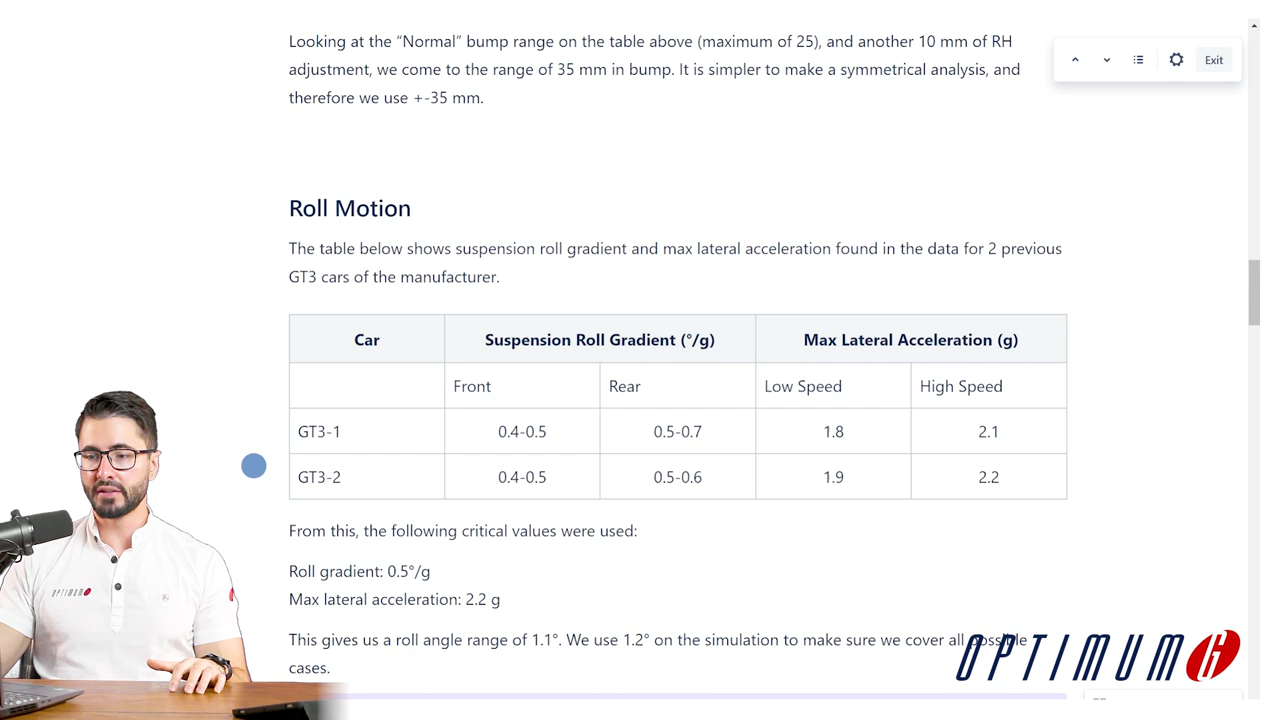 Looking at the “Normal” bump range on the table above (maximum of 25), and another 10 mm of RH
adjustment, we come to the range of 35 mm in bump. It is simpler to make a symmetrical analysis, and
therefore we use +-35 mm.
Exit
Roll Motion
The table below shows suspension roll gradient and max lateral acceleration found in the data for 2 previous
GT3 cars of the manufacturer.
Car Suspension Roll Gradient (°/g) Max Lateral Acceleration (g)
Front Rear Low Speed High Speed
GT3-1 0.4-0.5 0.5-0.7 1.8 2.1
GT3-2 0.4-0.5 0.5-0.6 1.9 2.2
From this, the following critical values were used:
Roll gradient: 0.5°/g
Max lateral acceleration: 2.2 g
This gives us a roll angle range of 1.1°. We use 1.2° on the simulation to make sure we cover all possible
cases.
OPTIMUM G
OPTIMUM G